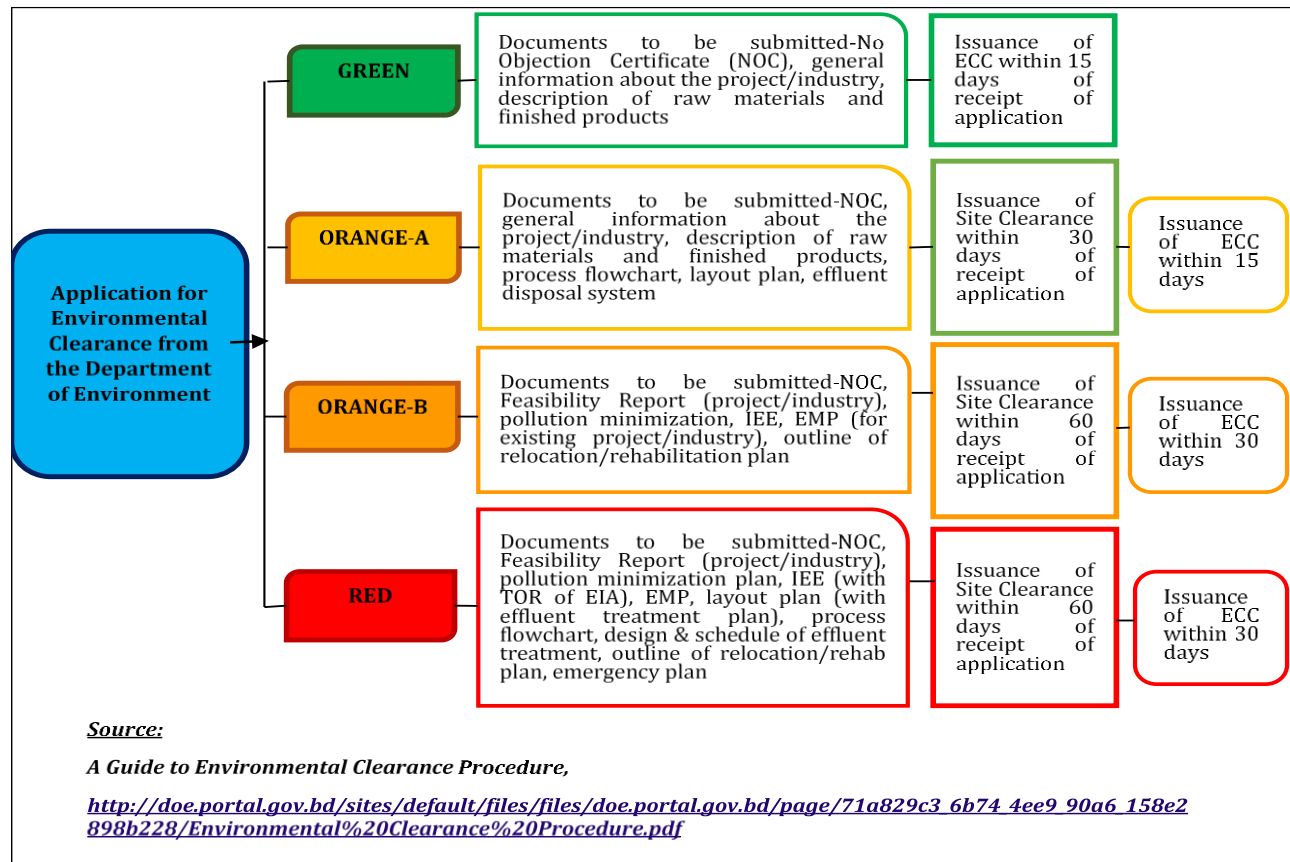 Application for
Environmental
Clearance from
the Department
of Environment
GREEN
Documents to be submitted-No
Objection Certificate (NOC), general
information about the project/industry,
description of raw materials and
finished products
Issuance of
ECC within 15
days of
receipt of
application
ORANGE-A
Documents to be submitted-NOC,
general information about the
project/industry, description of raw
materials and finished products,
process flowchart, layout plan, effluent
disposal system
Issuance of
Site Clearance
within 30
days of
receipt of
application
Issuance
of ECC
within 15
days
ORANGE-B
Documents to be submitted-NOC,
Feasibility Report (project/industry),
pollution minimization, IEE, EMP (for
existing project/industry), outline of
relocation/rehabilitation plan
Issuance of
Site Clearance
within 60
days of
receipt of
application
Issuance
of ECC
within 30
days
RED
Documents to be submitted-NOC,
Feasibility Report (project/industry),
pollution minimization plan, IEE (with
TOR of EIA), EMP, layout plan (with
effluent treatment plan), process
flowchart, design & schedule of effluent
treatment, outline of relocation/rehab
plan, emergency plan
Issuance of
Site Clearance
within 60
days of
receipt of
application
Issuance
of ECC
within 30
days
Source:
A Guide to Environmental Clearance Procedure,
http://doe.portal.gov.bd/sites/default/files/files/doe.portal.gov.bd/page/71a829c3_6b74_4ee9_90a6_158e2
898b228/Environmental%20Clearance%20Procedure.pdf